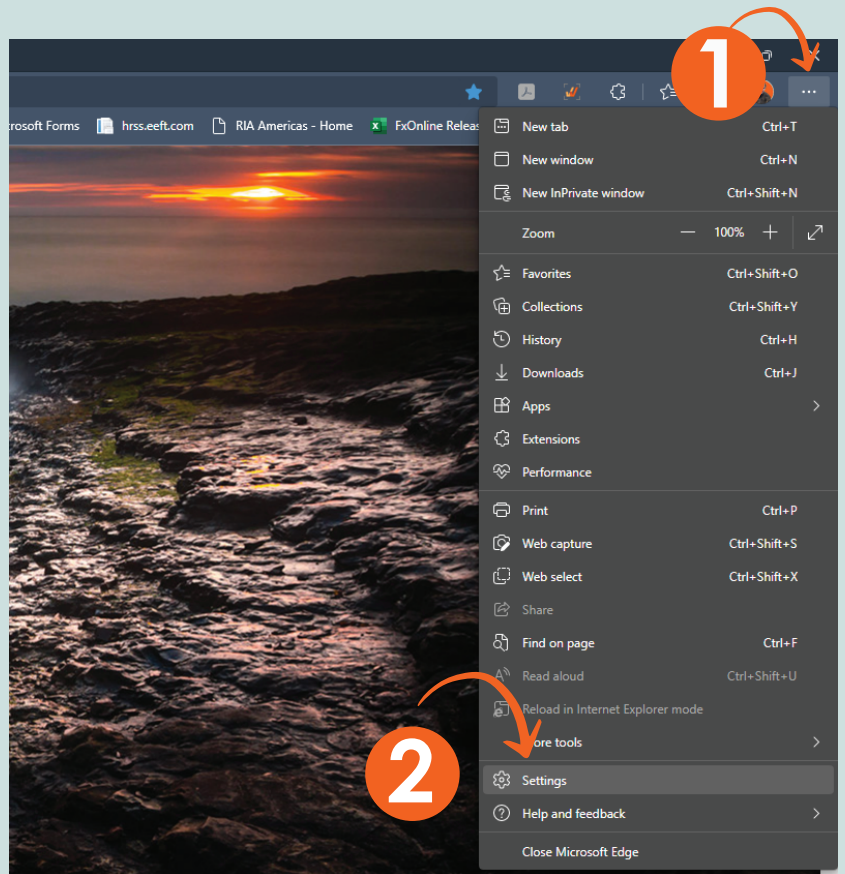 1
crosoft Forms hrss.eeft.com RIA Americas - Home FxOnline Releas
New tab Ctrl+T
New window Ctrl+N
New InPrivate window Ctrl+Shift+N
Zoom — 100% +
Favorites Ctrl+Shift+O
Collections Ctrl+Shift+Y
History Ctrl+H
Downloads Ctrl+J
Apps
Extensions
Performance
Print Ctrl+P
Web capture Ctrl+Shift+S
Web select Ctrl+Shift+X
Share
Find on page Ctrl+F
Read aloud Ctrl+Shift+U
Reload in Internet Explorer mode
ore tools
2
Settings
Help and feedback
Close Microsoft Edge